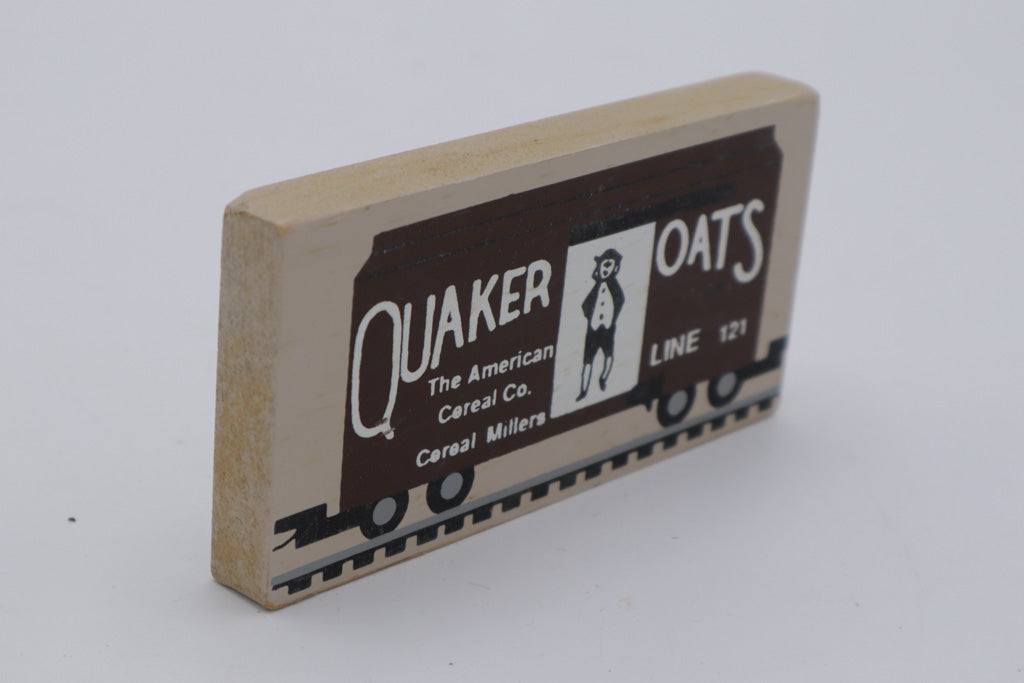 QUAKER OATS
The American
Cereal Co.
Cereal Millers
LINE 121